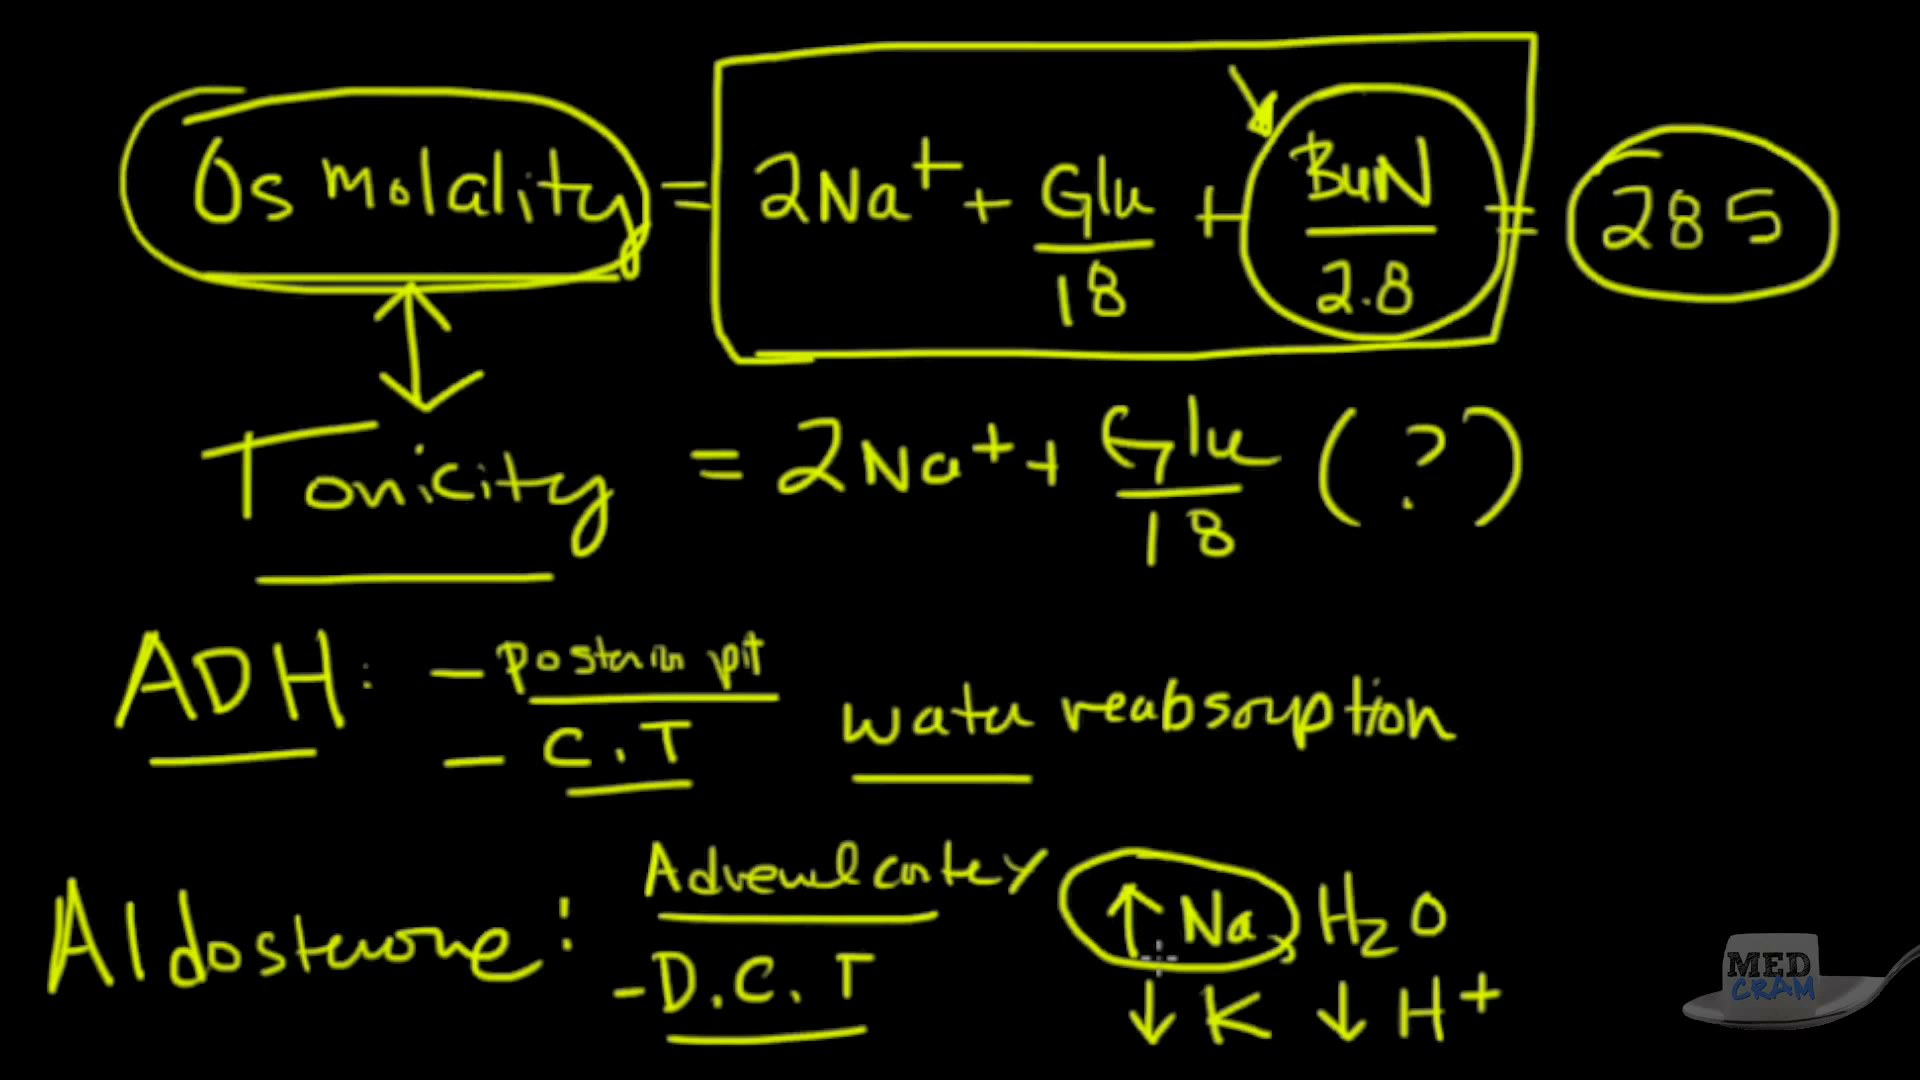 Osmolality = 2Na+ + Glu/18 + BUN/2.8 = 285
Tonicity = 2Na+ + Glu/18 (?)
ADH: - Posterior pit
- C.T water reabsorption
Aldosterone: Adrenal cortex ↑ Na, H2O
- D.C.T ↓ K ↓ H+
MED
CRAM